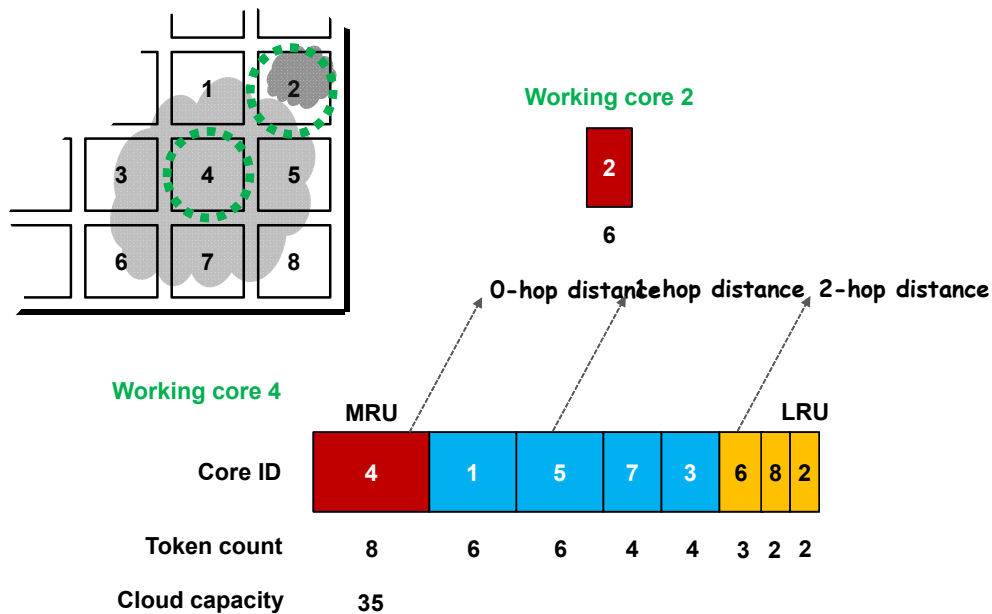 1 2
3 4 5
6 7 8
Working core 2
2
6
0-hop distance 1-hop distance 2-hop distance
Working core 4
MRU LRU
Core ID 4 1 5 7 3 6 8 2
Token count 8 6 6 4 4 3 2 2
Cloud capacity 35